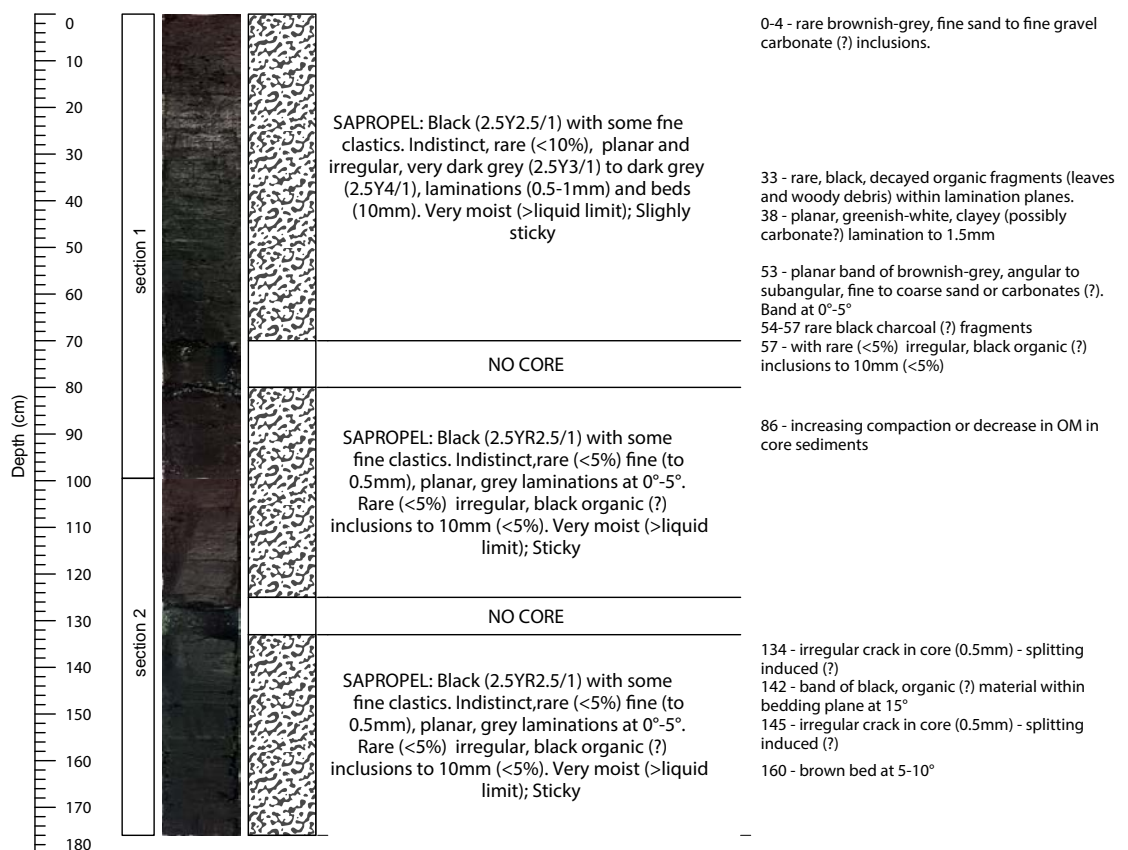 0
10
20
30
40
50
60
70
80
90
100
110
120
130
140
150
160
170
180
Depth (cm)
section 1
section 2
SAPROPEL: Black (2.5Y2.5/1) with some fne
clastics. Indistinct, rare (<10%), planar and
irregular, very dark grey (2.5Y3/1) to dark grey
(2.5Y4/1), laminations (0.5-1mm) and beds
(10mm). Very moist (>liquid limit); Slighly
sticky
NO CORE
SAPROPEL: Black (2.5YR2.5/1) with some
fine clastics. Indistinct,rare (<5%) fine (to
0.5mm), planar, grey laminations at 0°-5°.
Rare (<5%) irregular, black organic (?)
inclusions to 10mm (<5%). Very moist (>liquid
limit); Sticky
NO CORE
SAPROPEL: Black (2.5YR2.5/1) with some
fine clastics. Indistinct,rare (<5%) fine (to
0.5mm), planar, grey laminations at 0°-5°.
Rare (<5%) irregular, black organic (?)
inclusions to 10mm (<5%). Very moist (>liquid
limit); Sticky
0-4 - rare brownish-grey, fine sand to fine gravel
carbonate (?) inclusions.
33 - rare, black, decayed organic fragments (leaves
and woody debris) within lamination planes.
38 - planar, greenish-white, clayey (possibly
carbonate?) lamination to 1.5mm
53 - planar band of brownish-grey, angular to
subangular, fine to coarse sand or carbonates (?).
Band at 0°-5°
54-57 rare black charcoal (?) fragments
57 - with rare (<5%) irregular, black organic (?)
inclusions to 10mm (<5%)
86 - increasing compaction or decrease in OM in
core sediments
134 - irregular crack in core (0.5mm) - splitting
induced (?)
142 - band of black, organic (?) material within
bedding plane at 15°
145 - irregular crack in core (0.5mm) - splitting
induced (?)
160 - brown bed at 5-10°